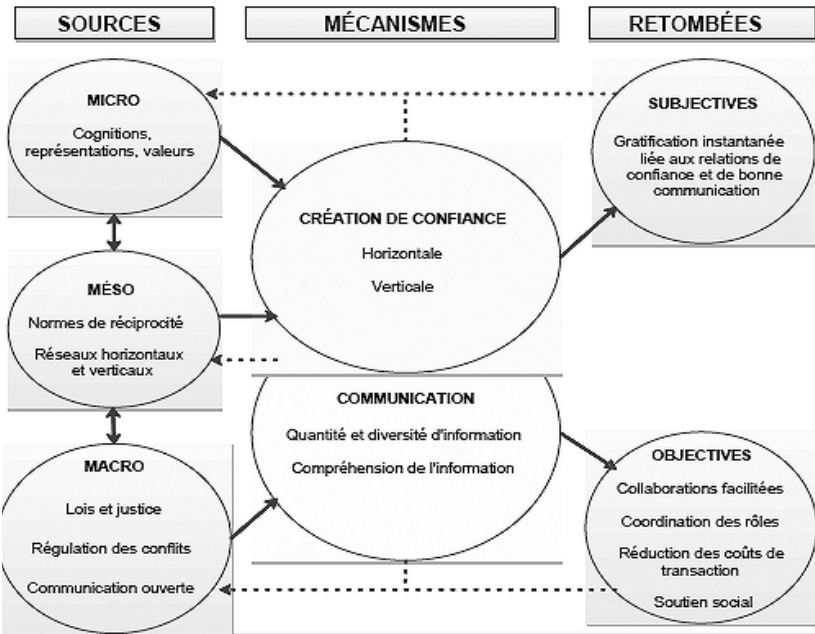 SOURCES
MÉCANISMES
RETOMBÉES
MICRO
Cognitions,
représentations, valeurs
MÉSO
Normes de réciprocité
Réseaux horizontaux
et verticaux
MACRO
Lois et justice
Régulation des conflits
Communication ouverte
CRÉATION DE CONFIANCE
Horizontale
Verticale
COMMUNICATION
Quantité et diversité d'information
Compréhension de l'information
SUBJECTIVES
Gratification instantanée
liée aux relations de
confiance et de bonne
communication
OBJECTIVES
Collaborations facilitées
Coordination des rôles
Réduction des coûts de
transaction
Soutien social